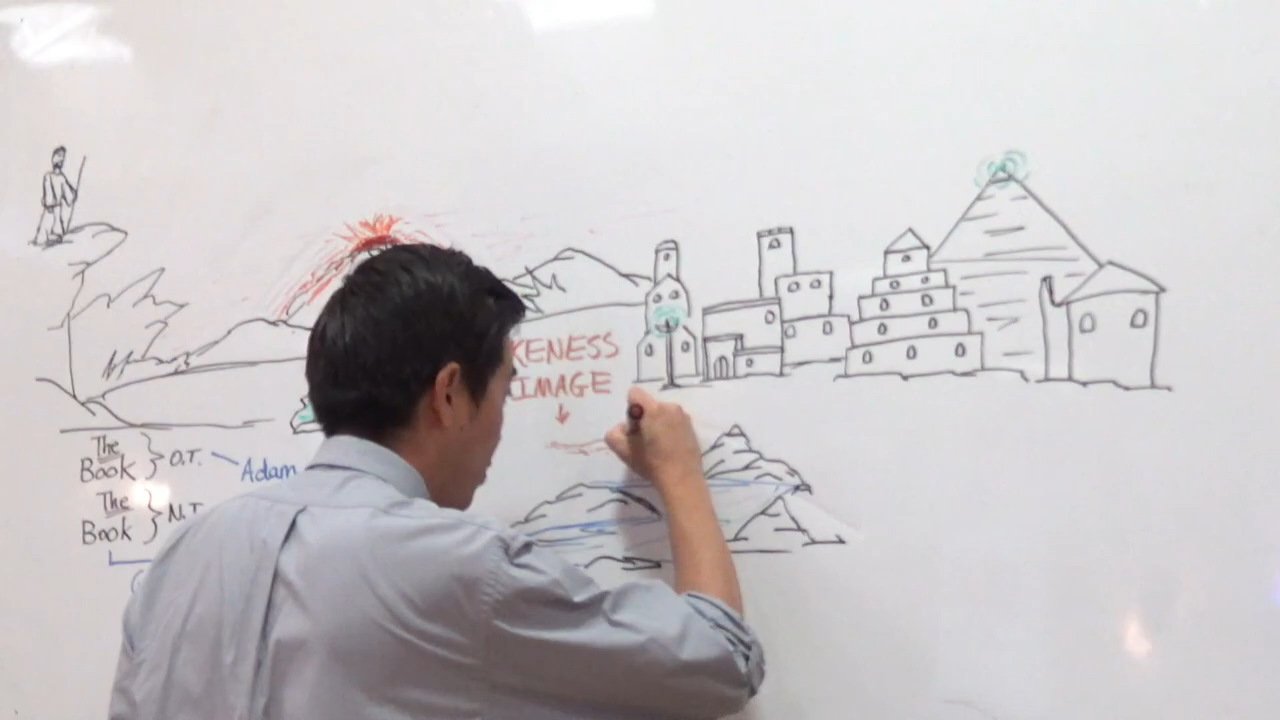 KENESS
IMAGE
The
Book } O.T.
Adam
The
Book } N.T